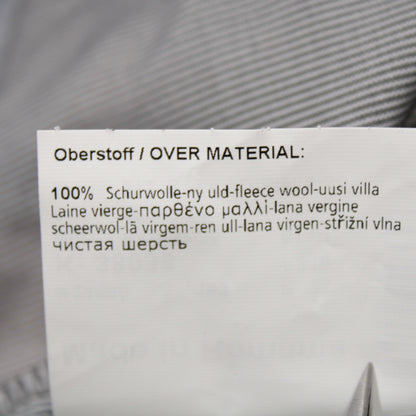 Oberstoff / OVER MATERIAL:
100% Schurwolle-ny uld-fleece wool-uusi villa
Laine vierge-παρθένο μαλλί-lana vergine
scheerwol-lã virgem-ren ull-lana virgen-střižní vlna
чистая шерсть